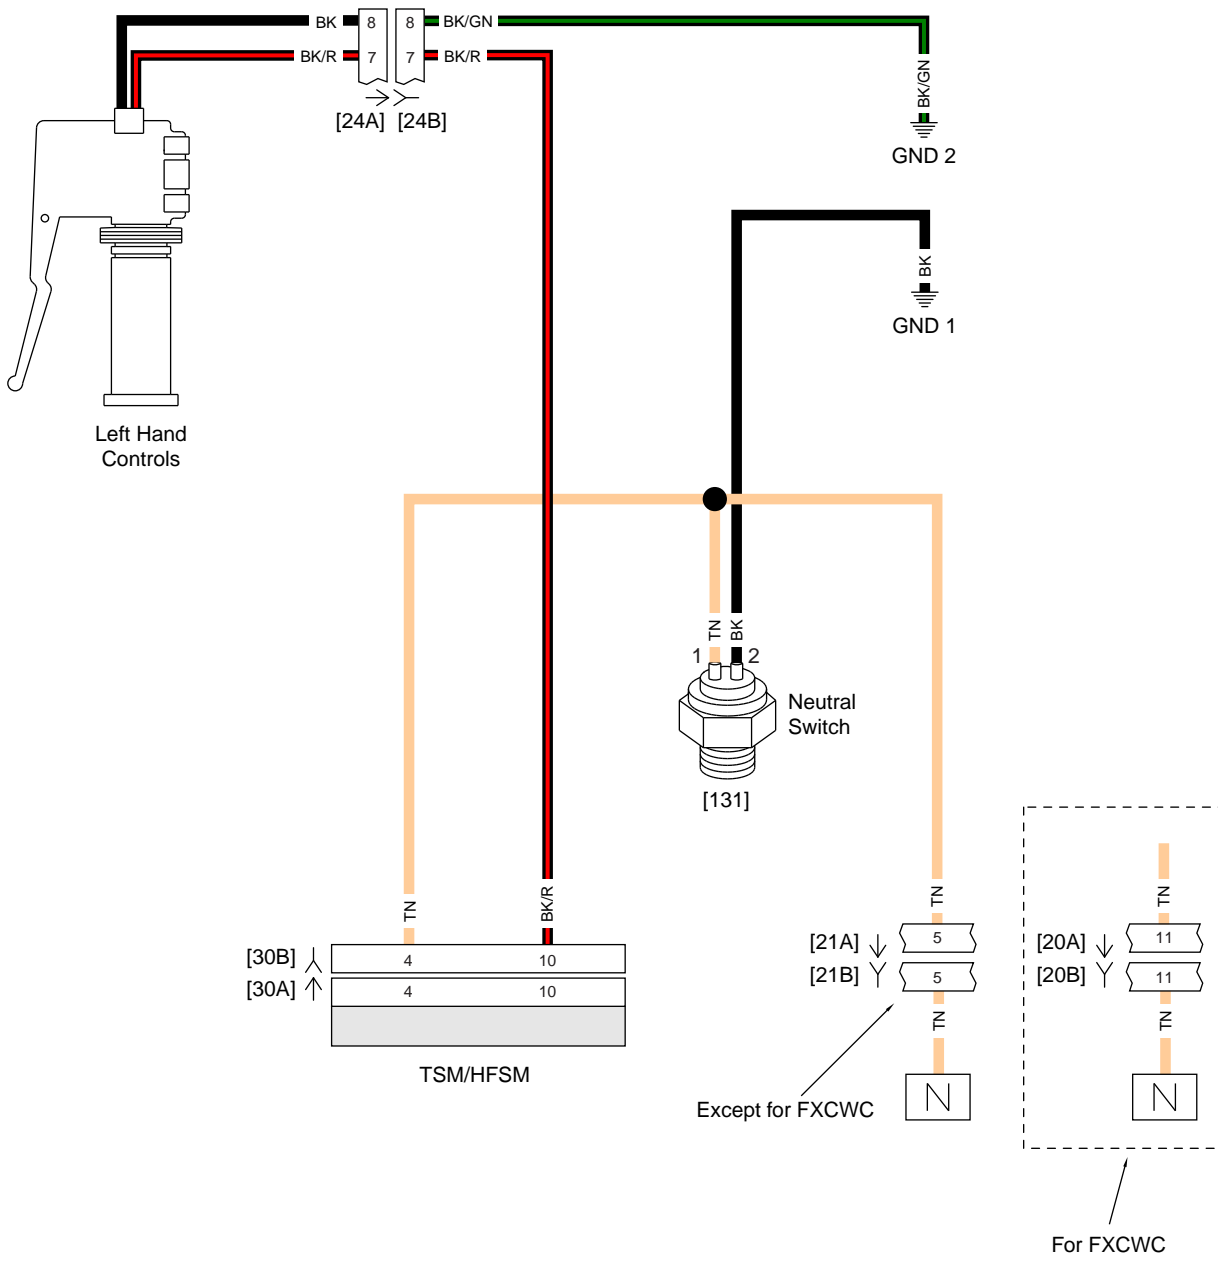 BK 8 8 BK/GN
BK/R 7 7 BK/R
BK/GN
[24A] [24B]
GND 2
BK
GND 1
Left Hand
Controls
TN BK
1 2
Neutral
Switch
[131]
TN BK/R TN TN
[30B] 4 10
[30A] 4 10
[21A] 5
[21B] 5
[20A] 11
[20B] 11
TN TN
TSM/HFSM
N N
Except for FXCWC
For FXCWC